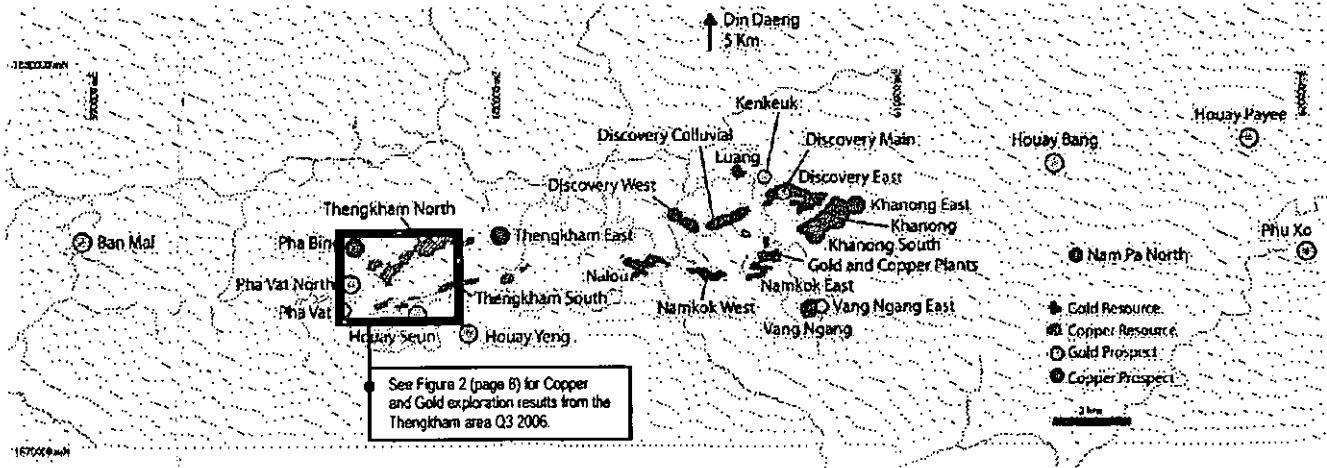 Din Daeng
5 Km
Kenkeuk
Houay Payee
Discovery Colluvial
Discovery Main
Houay Bang
Luang
Discovery West
Discovery East
Thengkham North
Khanong East
Ban Mai
Pha Bin
Thengkham East
Khanong
Phu Xo
Khanong South
Gold and Copper Plants
Nam Pa North
Nalou
Pha Vat North
Thengkham South
Namkok West
Namkok East
Pha Vat
Vang Ngang East
Gold Resource
Houay Seun
Houay Yeng
Vang Ngang
Copper Resource
Gold Prospect
Copper Prospect
See Figure 2 (page 8) for Copper
and Gold exploration results from the
Thengkham area Q3 2006.
2 km